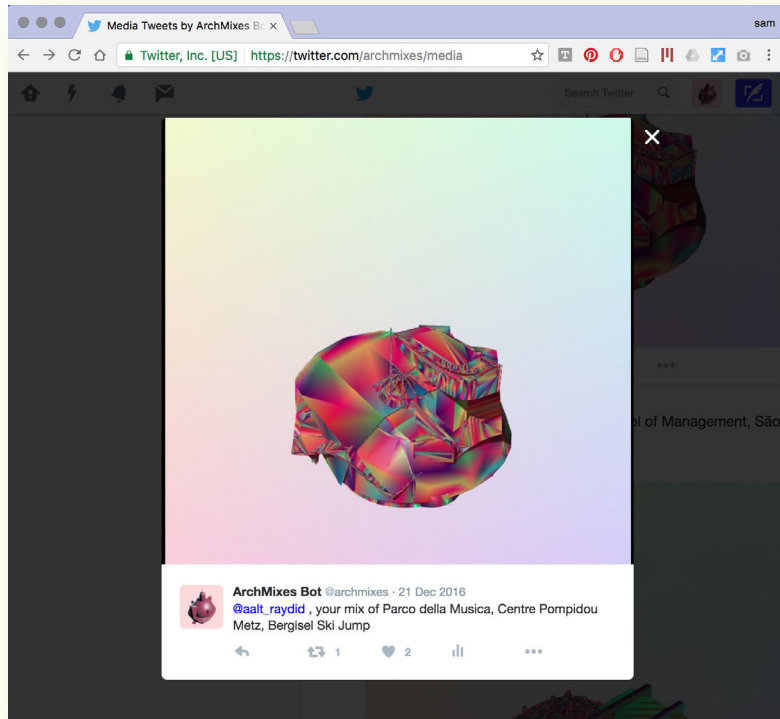 Media Tweets by ArchMixes Bo
sam
Twitter, Inc. [US] https://twitter.com/archmixes/media
Search Twitter
ol of Management, São
ArchMixes Bot @archmixes · 21 Dec 2016
@aalt_raydid , your mix of Parco della Musica, Centre Pompidou
Metz, Bergisel Ski Jump
1
2